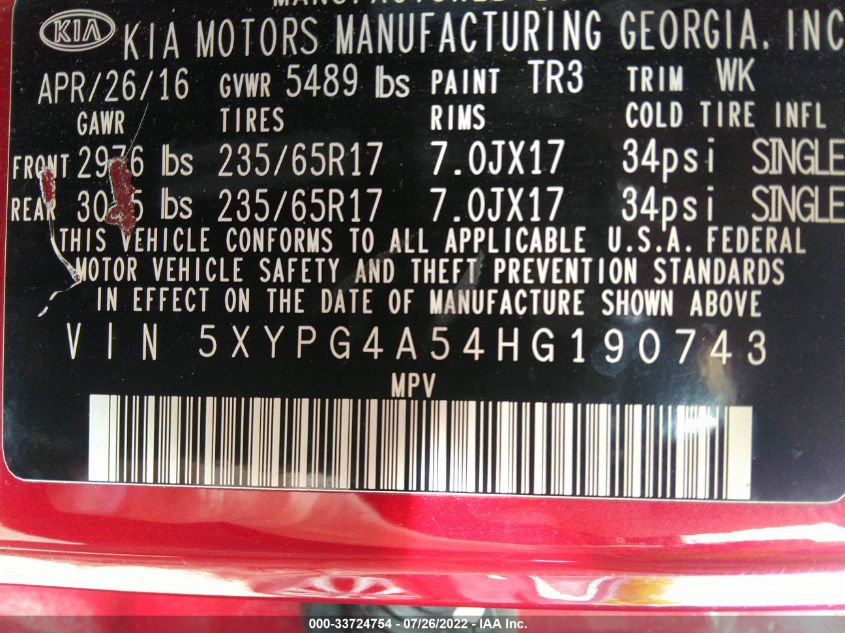 KIA KIA MOTORS MANUFACTURING GEORGIA, INC
APR/26/16 GVWR 5489 lbs PAINT TR3 TRIM WK
GAWR TIRES RIMS COLD TIRE INFL
FRONT lbs 235/65R17 7.0JX17 34psi SINGLE
REAR lbs 235/65R17 7.0JX17 34psi SINGLE
THIS VEHICLE CONFORMS TO ALL APPLICABLE U.S.A. FEDERAL
MOTOR VEHICLE SAFETY AND THEFT PREVENTION STANDARDS
IN EFFECT ON THE DATE OF MANUFACTURE SHOWN ABOVE
VIN 5XYPG4A54HG190743
MPV
000-33724754 - 07/26/2022 - IAA Inc.